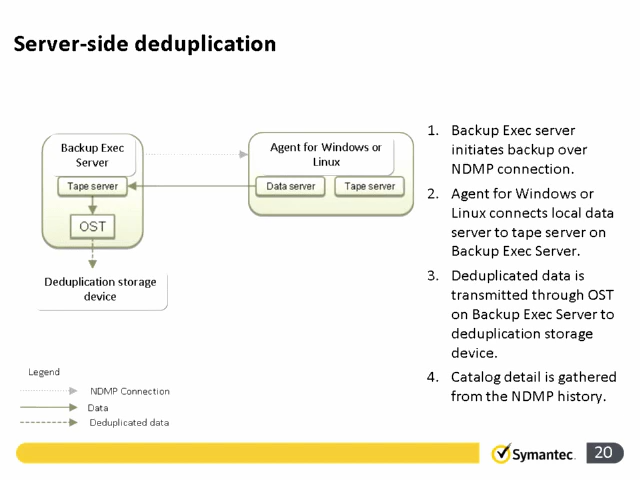 Server-side deduplication
Backup Exec
Server
Tape server
OST
Deduplication storage
device
Agent for Windows or
Linux
Data server
Tape server
1. Backup Exec server
initiates backup over
NDMP connection.
2. Agent for Windows or
Linux connects local data
server to tape server on
Backup Exec Server.
3. Deduplicated data is
transmitted through OST
on Backup Exec Server to
deduplication storage
device.
4. Catalog detail is gathered
from the NDMP history.
Legend
NDMP Connection
Data
Deduplicated data
Symantec.
20